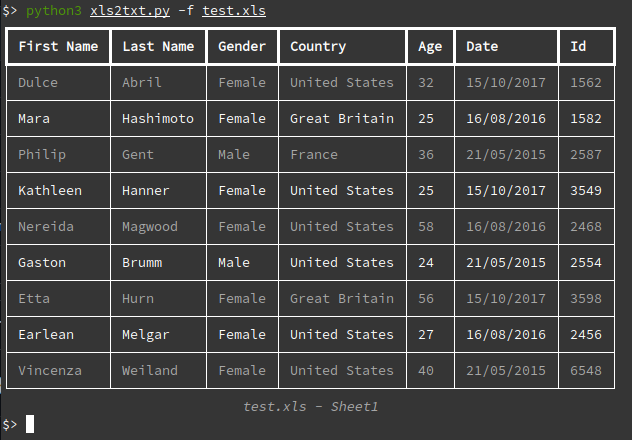 $> python3 xls2txt.py -f test.xls
First Name Last Name Gender Country Age Date Id
Dulce Abril Female United States 32 15/10/2017 1562
Mara Hashimoto Female Great Britain 25 16/08/2016 1582
Philip Gent Male France 36 21/05/2015 2587
Kathleen Hanner Female United States 25 15/10/2017 3549
Nereida Magwood Female United States 58 16/08/2016 2468
Gaston Brumm Male United States 24 21/05/2015 2554
Etta Hurn Female Great Britain 56 15/10/2017 3598
Earlean Melgar Female United States 27 16/08/2016 2456
Vincenza Weiland Female United States 40 21/05/2015 6548
test.xls - Sheet1
$>